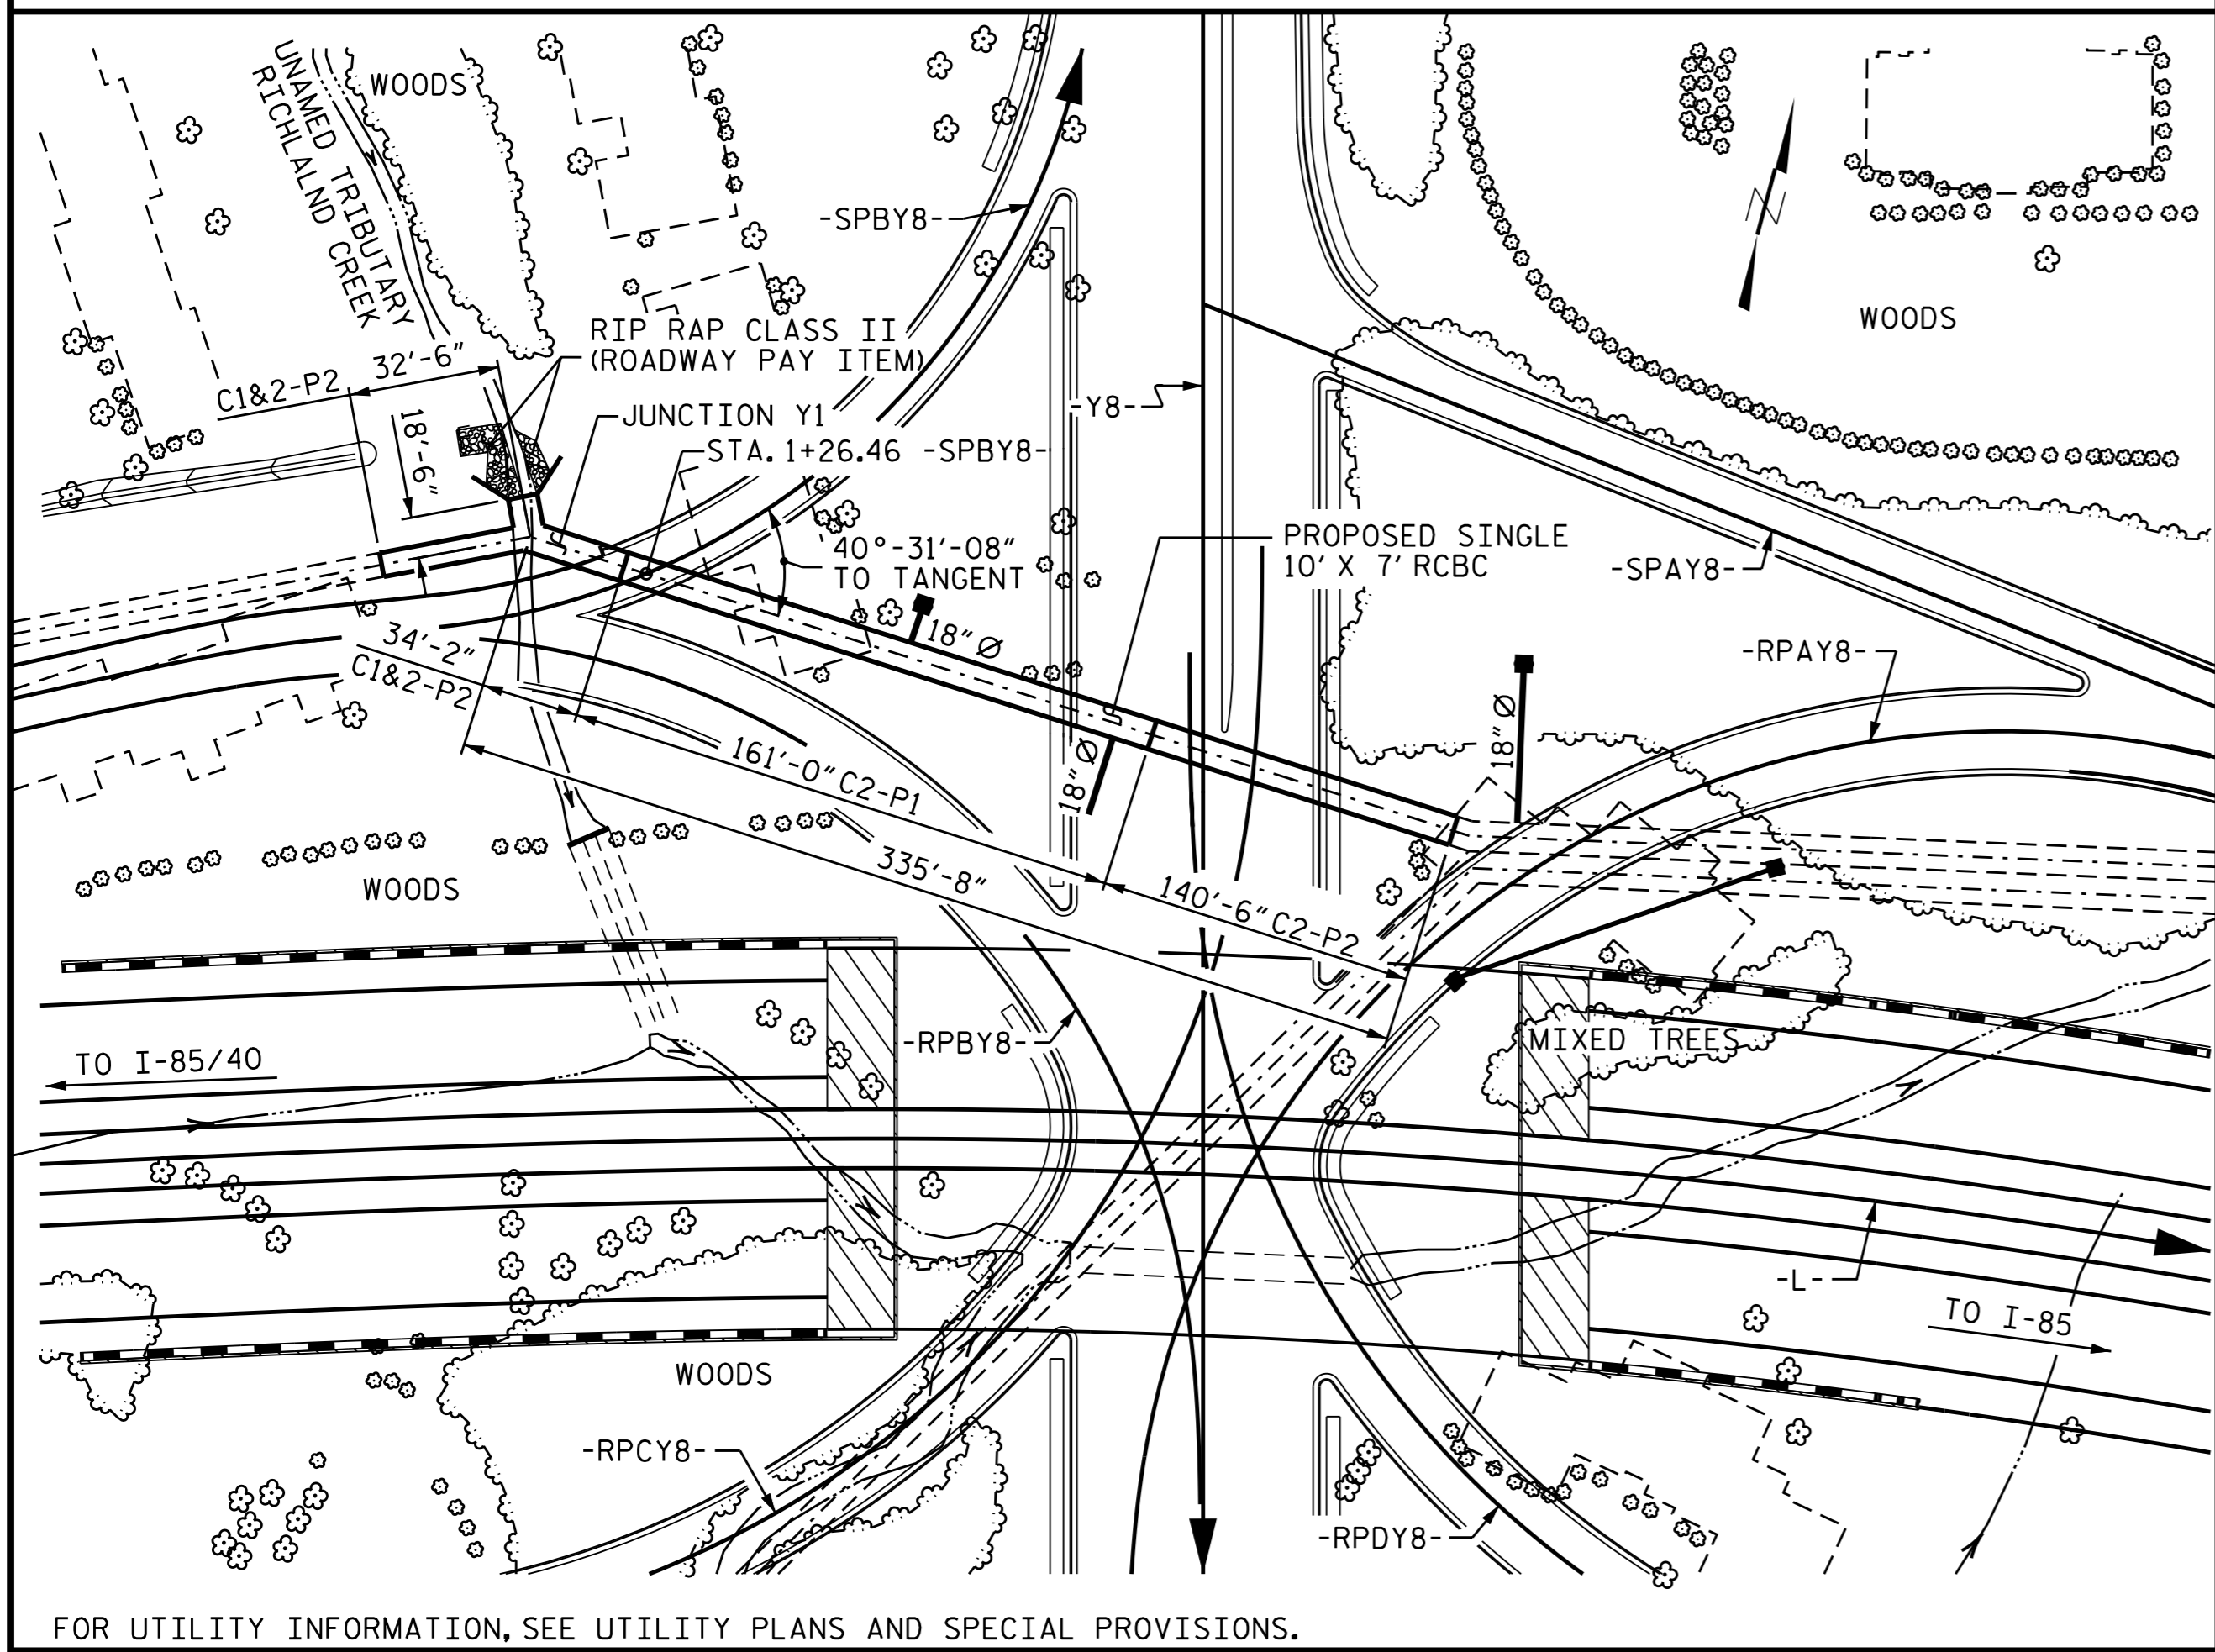 UNAMED TRIBUTARY
RICHLALND CREEK
WOODS
-SPBY8-
WOODS
RIP RAP CLASS II
(ROADWAY PAY ITEM)
32'-6"
C1&2-P2
18'-6"
JUNCTION Y1
STA. 1+26.46 -SPBY8-
-Y8-
40°-31'-08"
TO TANGENT
PROPOSED SINGLE
10' X 7' RCBC
-SPAY8-
18" Ø
-RPAY8-
34'-2"
C1&2-P2
18" Ø
18" Ø
161'-0" C2-P1
335'-8"
140'-6" C2-P2
WOODS
-RPBY8-
MIXED TREES
TO I-85/40
-L-
TO I-85
WOODS
-RPCY8-
-RPDY8-
FOR UTILITY INFORMATION, SEE UTILITY PLANS AND SPECIAL PROVISIONS.